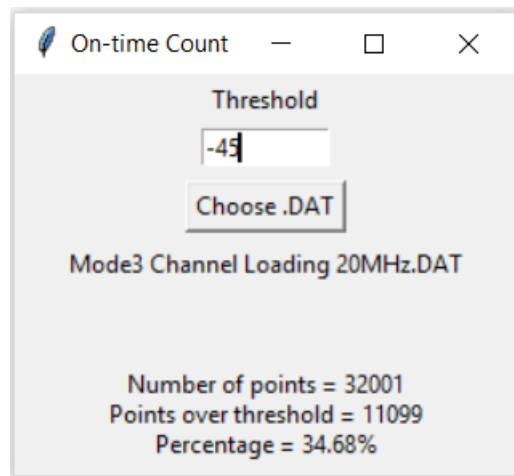 On-time Count
Threshold
-45
Choose .DAT
Mode3 Channel Loading 20MHz.DAT
Number of points = 32001
Points over threshold = 11099
Percentage = 34.68%